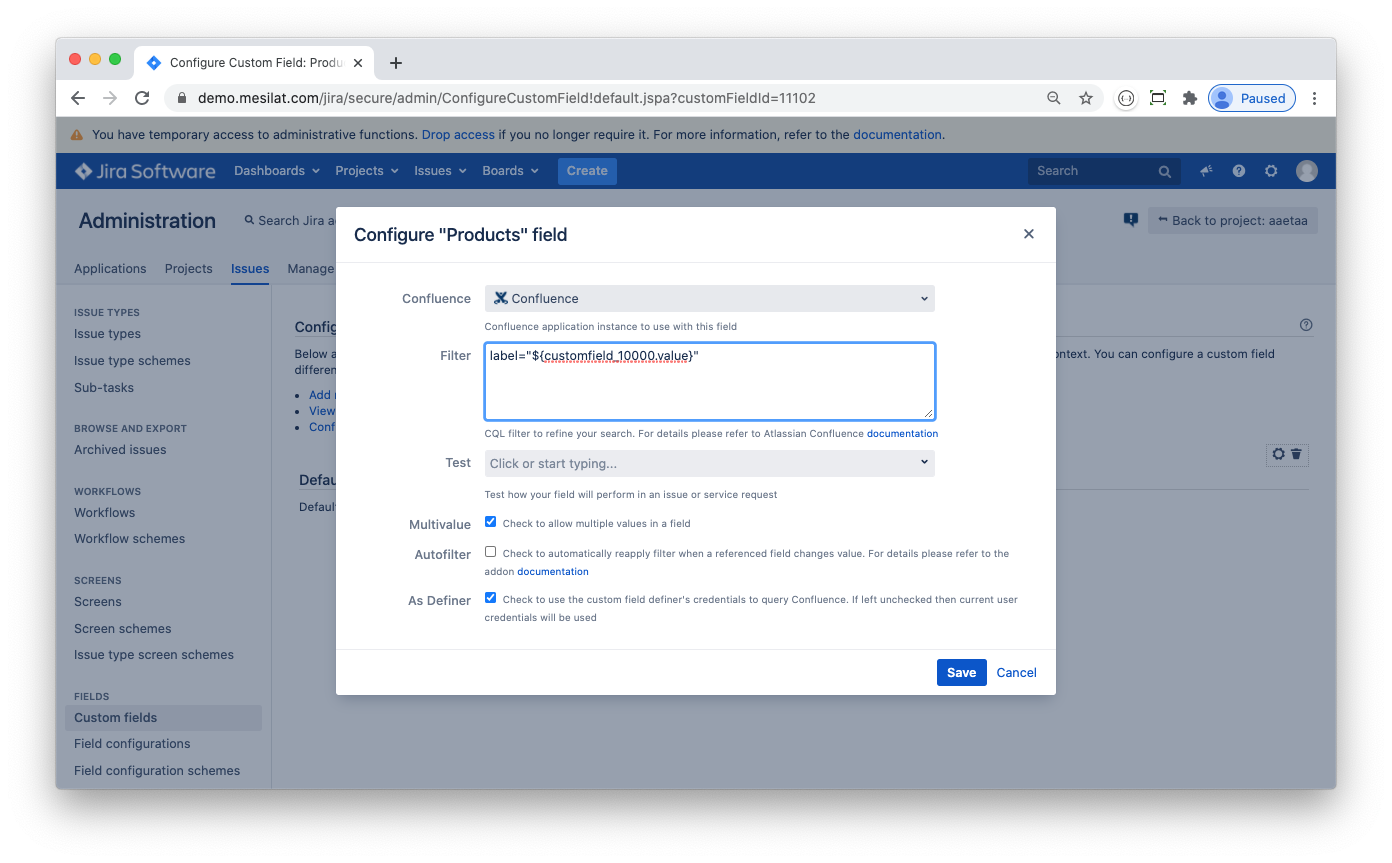 Configure Custom Field: Produ
demo.mesilat.com/jira/secure/admin/ConfigureCustomField!default.jspa?customFieldId=11102
Paused
You have temporary access to administrative functions. Drop access if you no longer require it. For more information, refer to the documentation.
Jira Software
Dashboards
Projects
Issues
Boards
Create
Search
Administration
Search Jira a
Back to project: aaetaa
Applications
Projects
Issues
Manage
ISSUE TYPES
Issue types
Issue type schemes
Sub-tasks
BROWSE AND EXPORT
Archived issues
WORKFLOWS
Workflows
Workflow schemes
SCREENS
Screens
Screen schemes
Issue type screen schemes
FIELDS
Custom fields
Field configurations
Field configuration schemes
Config
Below a
ontext. You can configure a custom field
differen
Add
View
Conf
Defau
Defaul
Configure "Products" field
Confluence
Confluence
Confluence application instance to use with this field
Filter
label="${customfield_10000.value}"
CQL filter to refine your search. For details please refer to Atlassian Confluence documentation
Test
Click or start typing...
Test how your field will perform in an issue or service request
Multivalue
Check to allow multiple values in a field
Autofilter
Check to automatically reapply filter when a referenced field changes value. For details please refer to the
addon documentation
As Definer
Check to use the custom field definer's credentials to query Confluence. If left unchecked then current user
credentials will be used
Save
Cancel